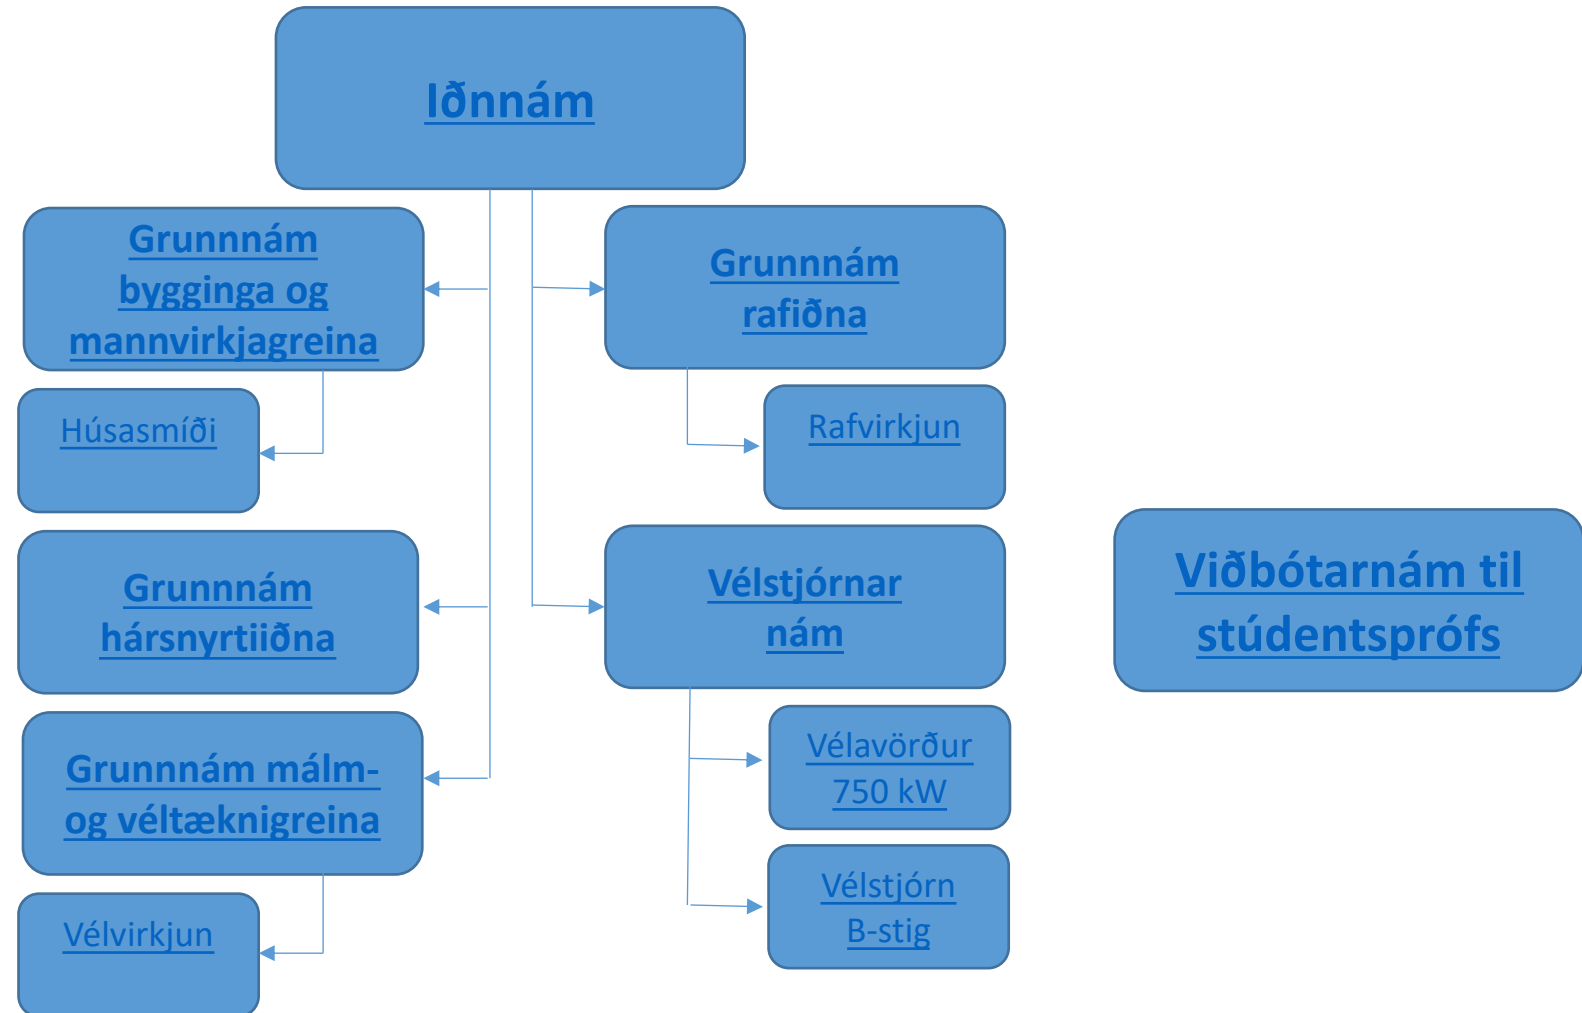 Iðnnám
Grunnnám
bygginga og
mannvirkjagreina
Húsasmíði
Grunnnám
rafiðna
Rafvirkjun
Grunnnám
hársnyrtiiðna
Vélstjórnar
nám
Grunnnám málm-
og véltæknigreina
Vélvirkjun
Vélavörður
750 kW
Vélstjórn
B-stig
Viðbótarnám til
stúdentsprófs